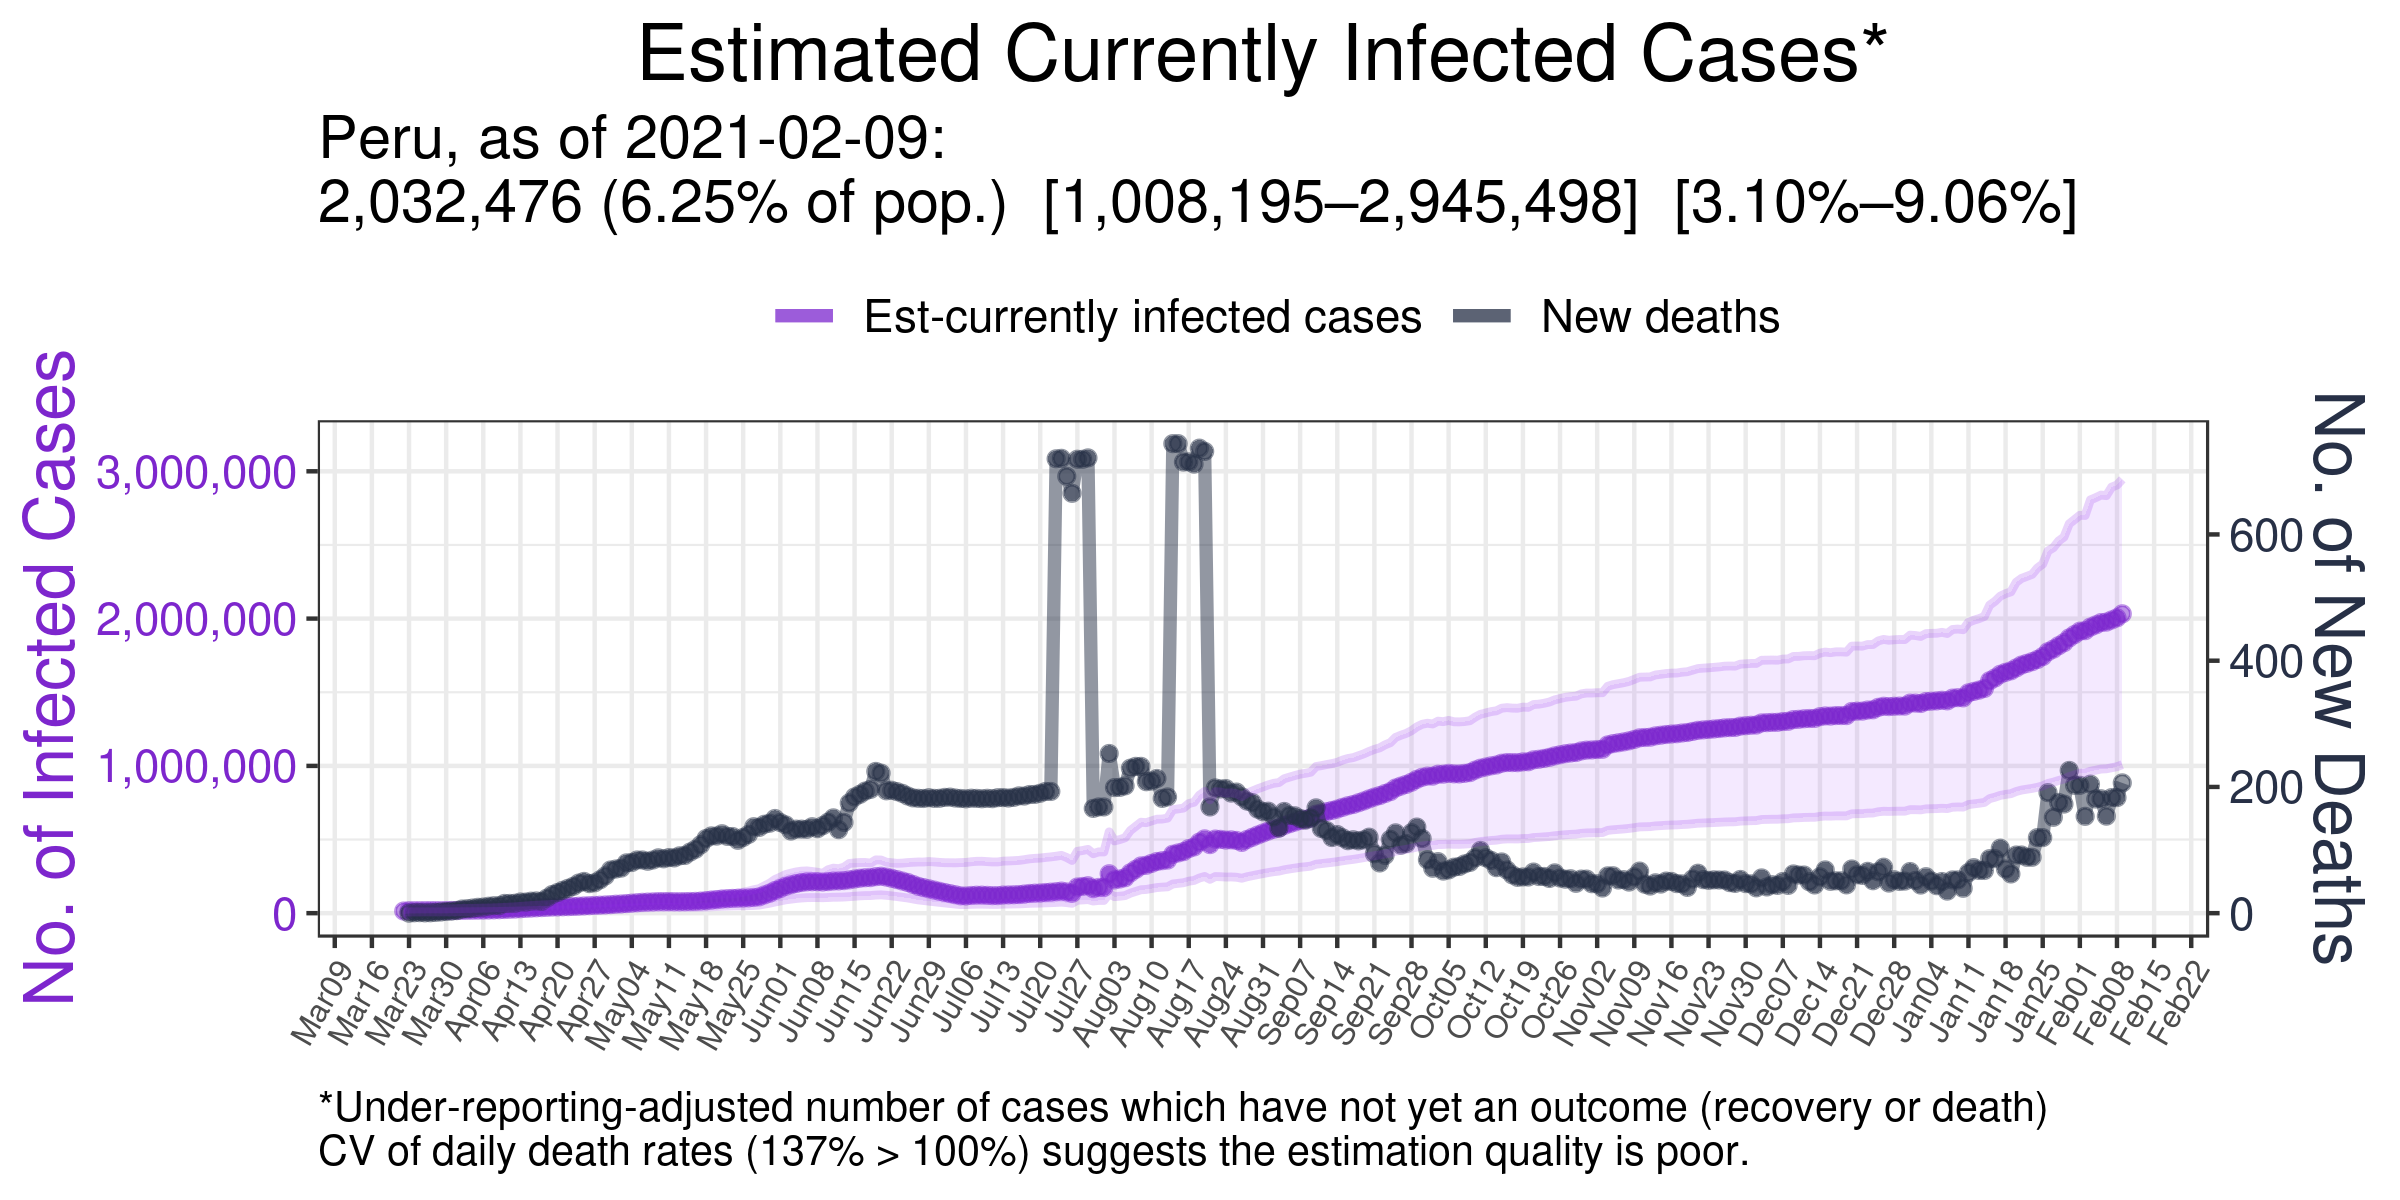 Estimated Currently Infected Cases*
Peru, as of 2021-02-09:
2,032,476 (6.25% of pop.) [1,008,195–2,945,498] [3.10%–9.06%]
Est-currently infected cases New deaths
No. of Infected Cases
3,000,000
2,000,000
1,000,000
0
600
400
200
0
No. of New Deaths
Mar09 Mar16 Mar23 Mar30 Apr06 Apr13 Apr20 Apr27 May04 May11 May18 May25 Jun01 Jun08 Jun15 Jun22 Jun29 Jul06 Jul13 Jul20 Jul27 Aug03 Aug10 Aug17 Aug24 Aug31 Sep07 Sep14 Sep21 Sep28 Oct05 Oct12 Oct19 Oct26 Nov02 Nov09 Nov16 Nov23 Nov30 Dec07 Dec14 Dec21 Dec28 Jan04 Jan11 Jan18 Jan25 Feb01 Feb08 Feb15 Feb22
*Under-reporting-adjusted number of cases which have not yet an outcome (recovery or death)
CV of daily death rates (137% > 100%) suggests the estimation quality is poor.